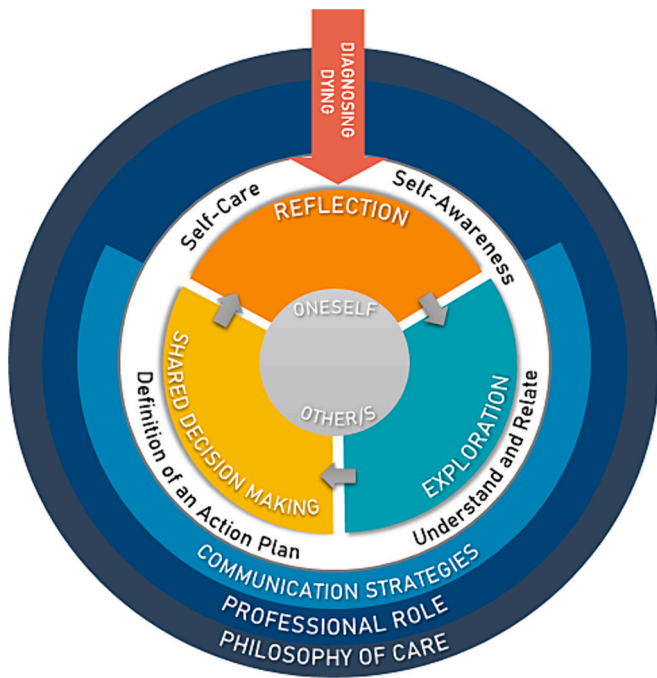 DIAGNOSING
DYING
Self-Care
Self-Awareness
REFLECTION
ONESELF
OTHER/S
SHARED DECISION MAKING
EXPLORATION
Definition of an Action Plan
Understand and Relate
COMMUNICATION STRATEGIES
PROFESSIONAL ROLE
PHILOSOPHY OF CARE